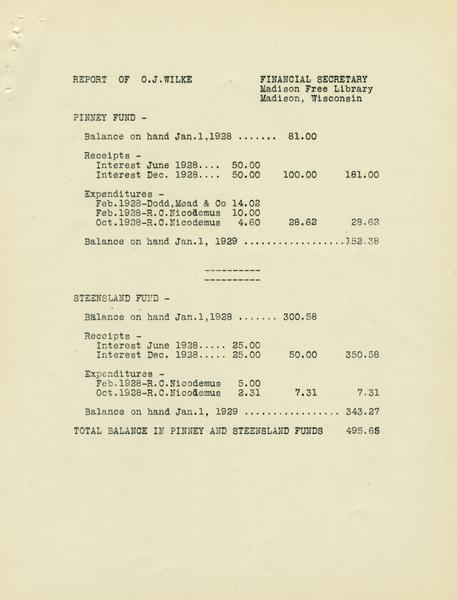 REPORT OF O.J.WILKE FINANCIAL SECRETARY
Madison Free Library
Madison, Wisconsin
PINNEY FUND -
Balance on hand Jan.1,1928 ....... 81.00
Receipts -
Interest June 1928.... 50.00
Interest Dec. 1928.... 50.00 100.00 181.00
Expenditures -
Feb.1928-Dodd,Mead & Co 14.02
Feb.1928-R.C.Nicodemus 10.00
Oct.1928-R.C.Nicodemus 4.60 28.62 28.62
Balance on hand Jan.1, 1929 ..................152.38
----------
----------
STEENSLAND FUND -
Balance on hand Jan.1,1928 ....... 300.58
Receipts -
Interest June 1928..... 25.00
Interest Dec. 1928..... 25.00 50.00 350.58
Expenditures -
Feb.1928-R.C.Nicodemus 5.00
Oct.1928-R.C.Nicodemus 2.31 7.31 7.31
Balance on hand Jan.1, 1929 ................. 343.27
TOTAL BALANCE IN PINNEY AND STEENSLAND FUNDS 495.65